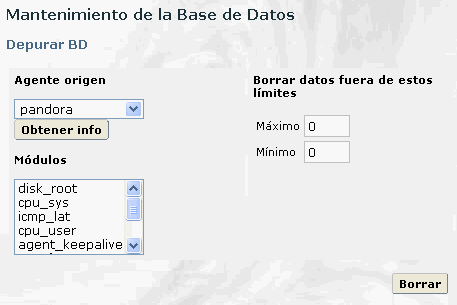 Mantenimiento de la Base de Datos
Depurar BD
Agente origen
pandora
Obtener info
Módulos
disk_root
cpu_sys
icmp_lat
cpu_user
agent_keepalive
Borrar datos fuera de estos
límites
Máximo 0
Mínimo 0
Borrar